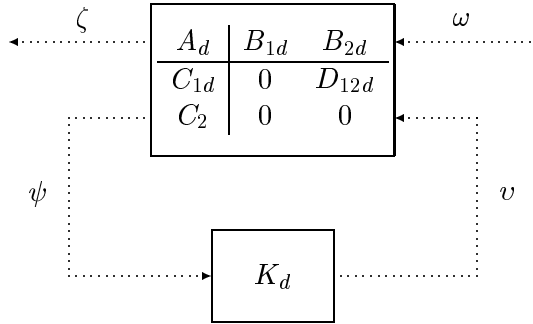 ζ ω
A_d B_{1d} B_{2d}
C_{1d} 0 D_{12d}
C_2 0 0
ψ υ
K_d